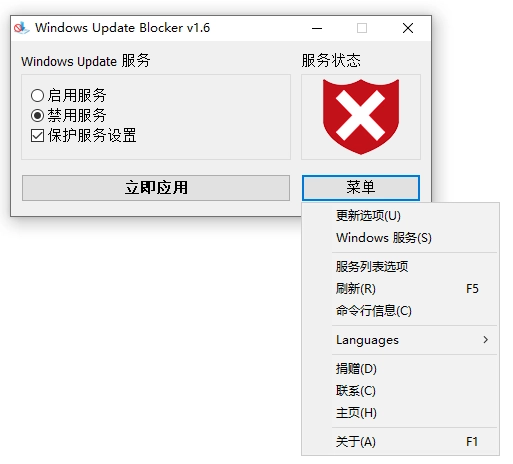 Windows Update Blocker v1.6
Windows Update 服务
服务状态
启用服务
禁用服务
保护服务设置
立即应用
菜单
更新选项(U)
Windows 服务(S)
服务列表选项
刷新(R) F5
命令行信息(C)
Languages
捐赠(D)
联系(C)
主页(H)
关于(A) F1